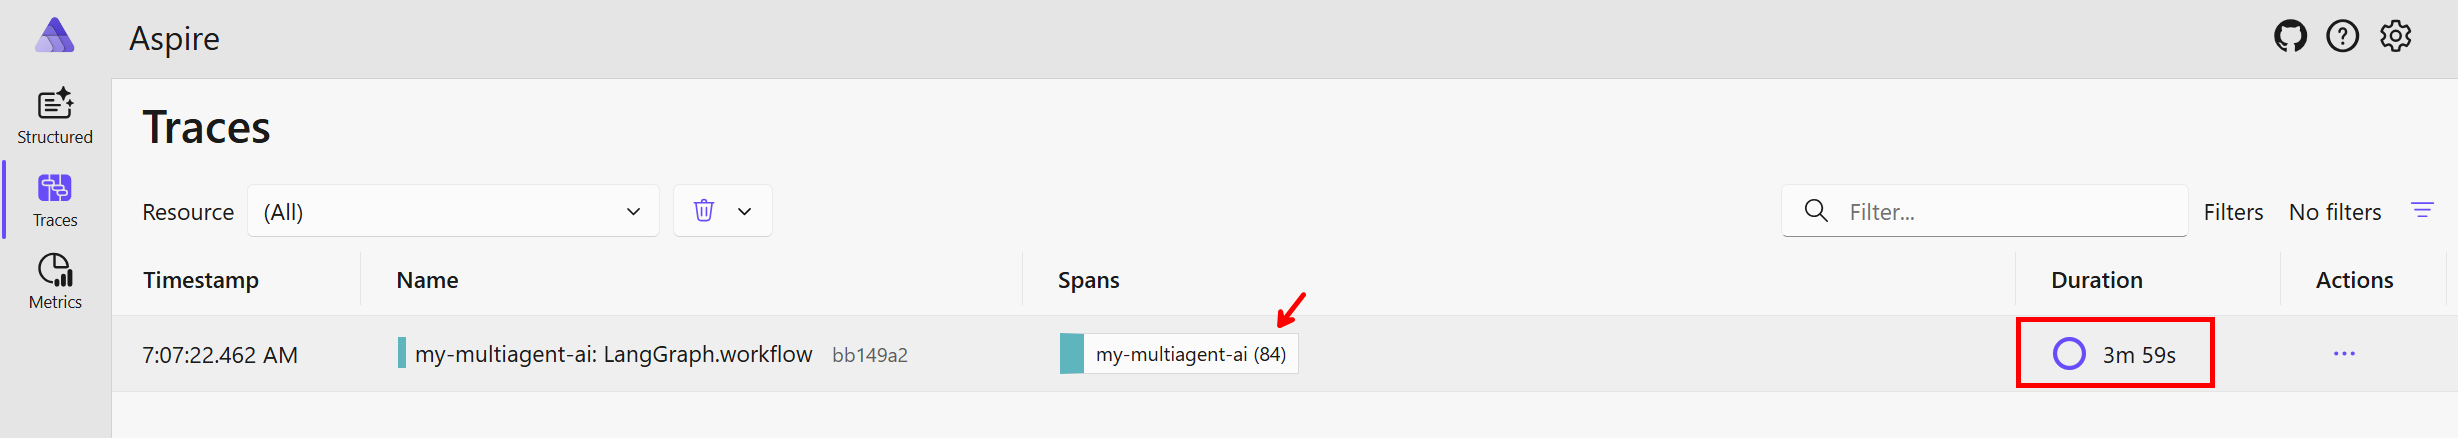 Aspire
Structured
Traces
Metrics
Traces
Resource (All) Filter... Filters No filters
Timestamp Name Spans Duration Actions
7:07:22.462 AM my-multiagent-ai: LangGraph.workflow bb149a2 my-multiagent-ai (84) 3m 59s ...